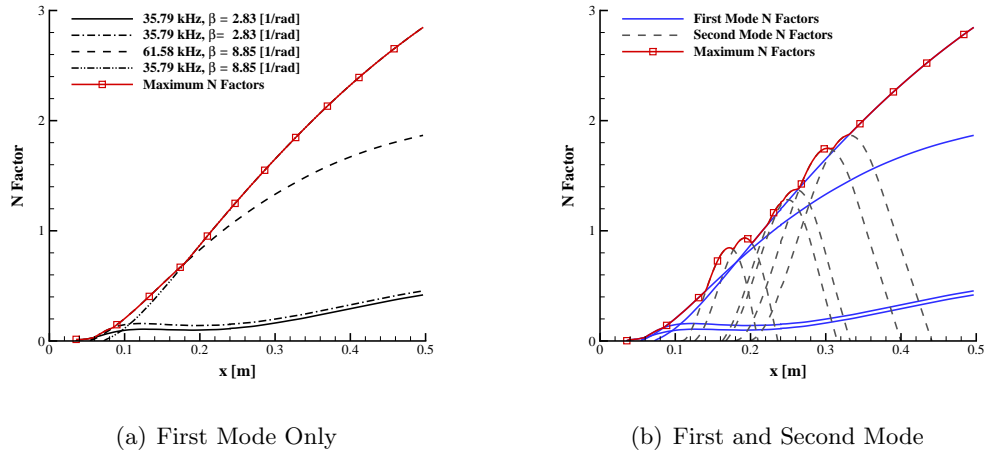 35.79 kHz, β = 2.83 [1/rad]
35.79 kHz, β= 2.83 [1/rad]
61.58 kHz, β = 8.85 [1/rad]
35.79 kHz, β = 8.85 [1/rad]
Maximum N Factors
3
2
1
0
N Factor
0 0.1 0.2 0.3 0.4 0.5
x [m]
(a) First Mode Only
First Mode N Factors
Second Mode N Factors
Maximum N Factors
3
2
1
0
N Factor
0 0.1 0.2 0.3 0.4 0.5
x [m]
(b) First and Second Mode